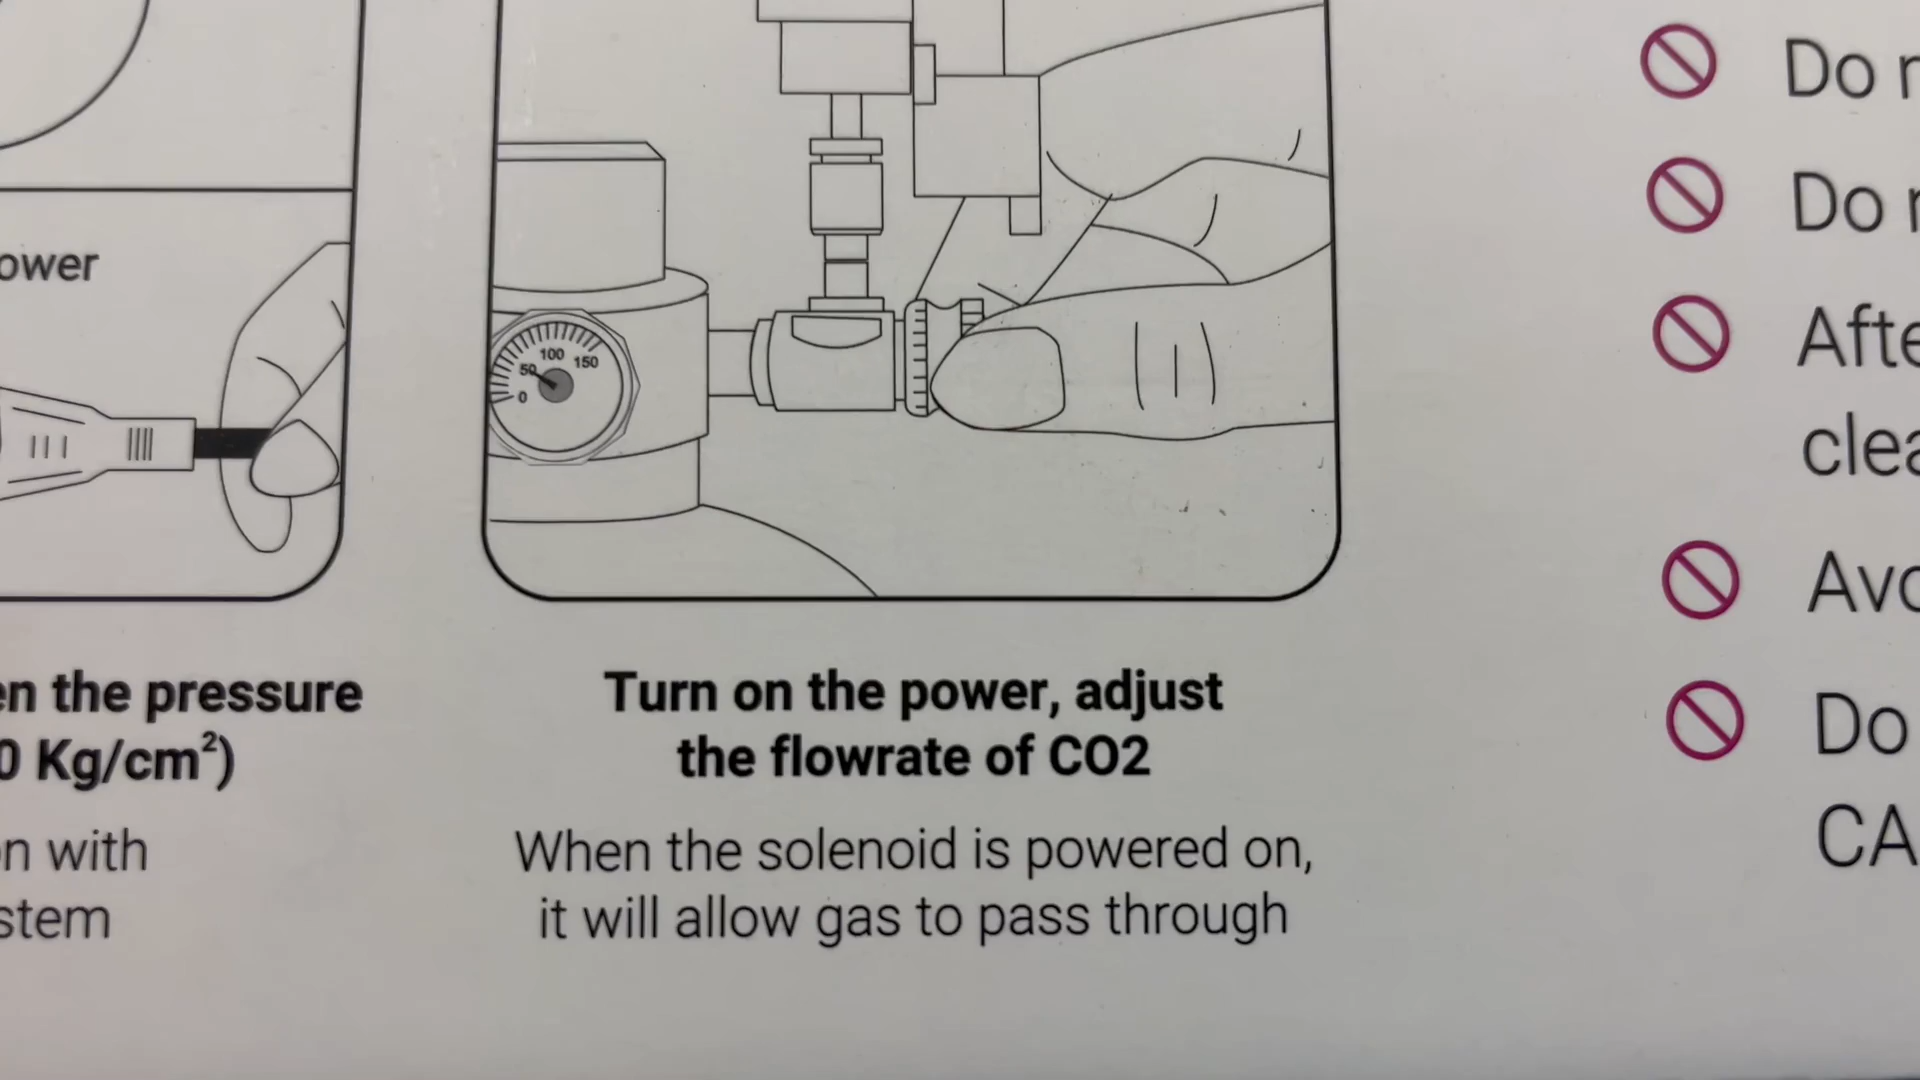 100
150
50
0
ower
en the pressure
0 Kg/cm²)
n with
stem
Turn on the power, adjust
the flowrate of CO2
When the solenoid is powered on,
it will allow gas to pass through
Do
Do
Afte
clea
Avo
Do
CA